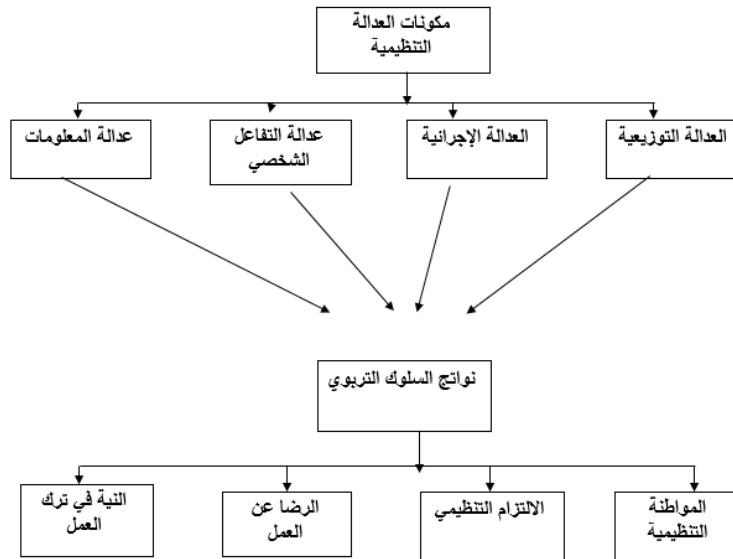 مكونات العدالة
التنظيمية
العدالة التوزيعية
العدالة الإجرائية
عدالة التفاعل
الشخصي
عدالة المعلومات
نواتج السلوك التربوي
المواطنة
التنظيمية
الالتزام التنظيمي
الرضا عن
العمل
النية في ترك
العمل